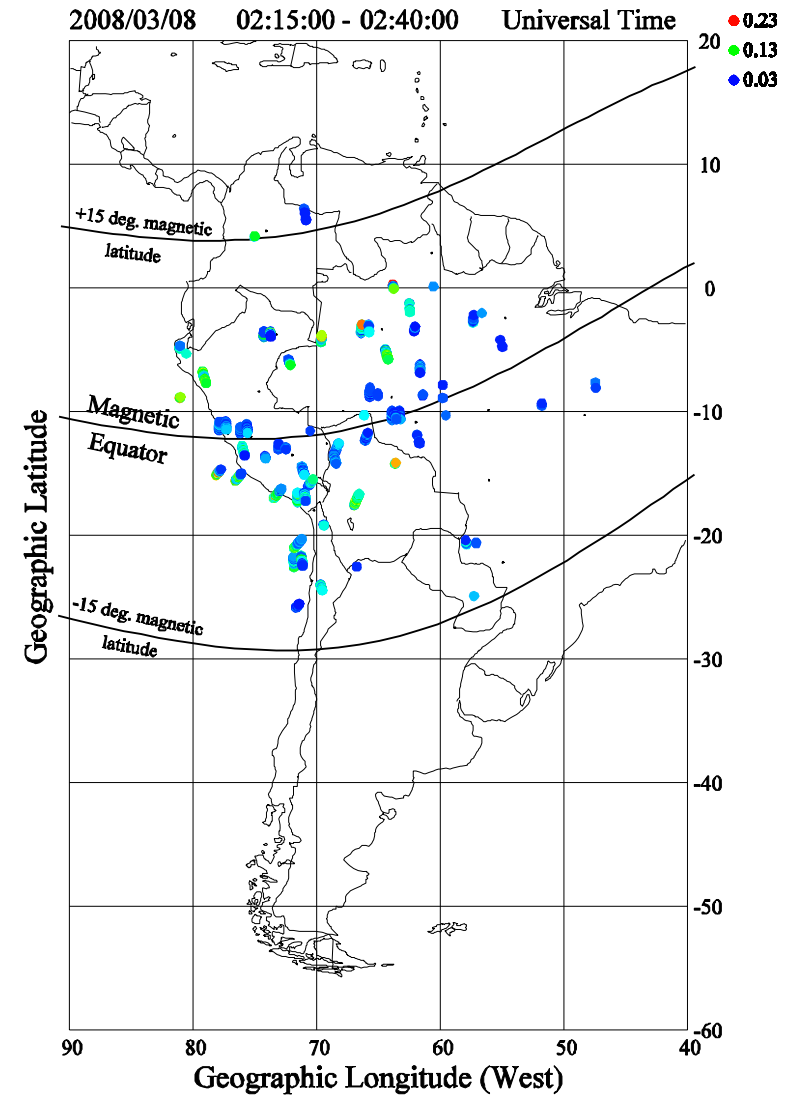 2008/03/08 02:15:00 - 02:40:00 Universal Time
0.23
0.13
0.03
20
10
0
-10
-20
-30
-40
-50
-60
+15 deg. magnetic
latitude
Magnetic
Equator
-15 deg. magnetic
latitude
Geographic Latitude
90 80 70 60 50 40
Geographic Longitude (West)